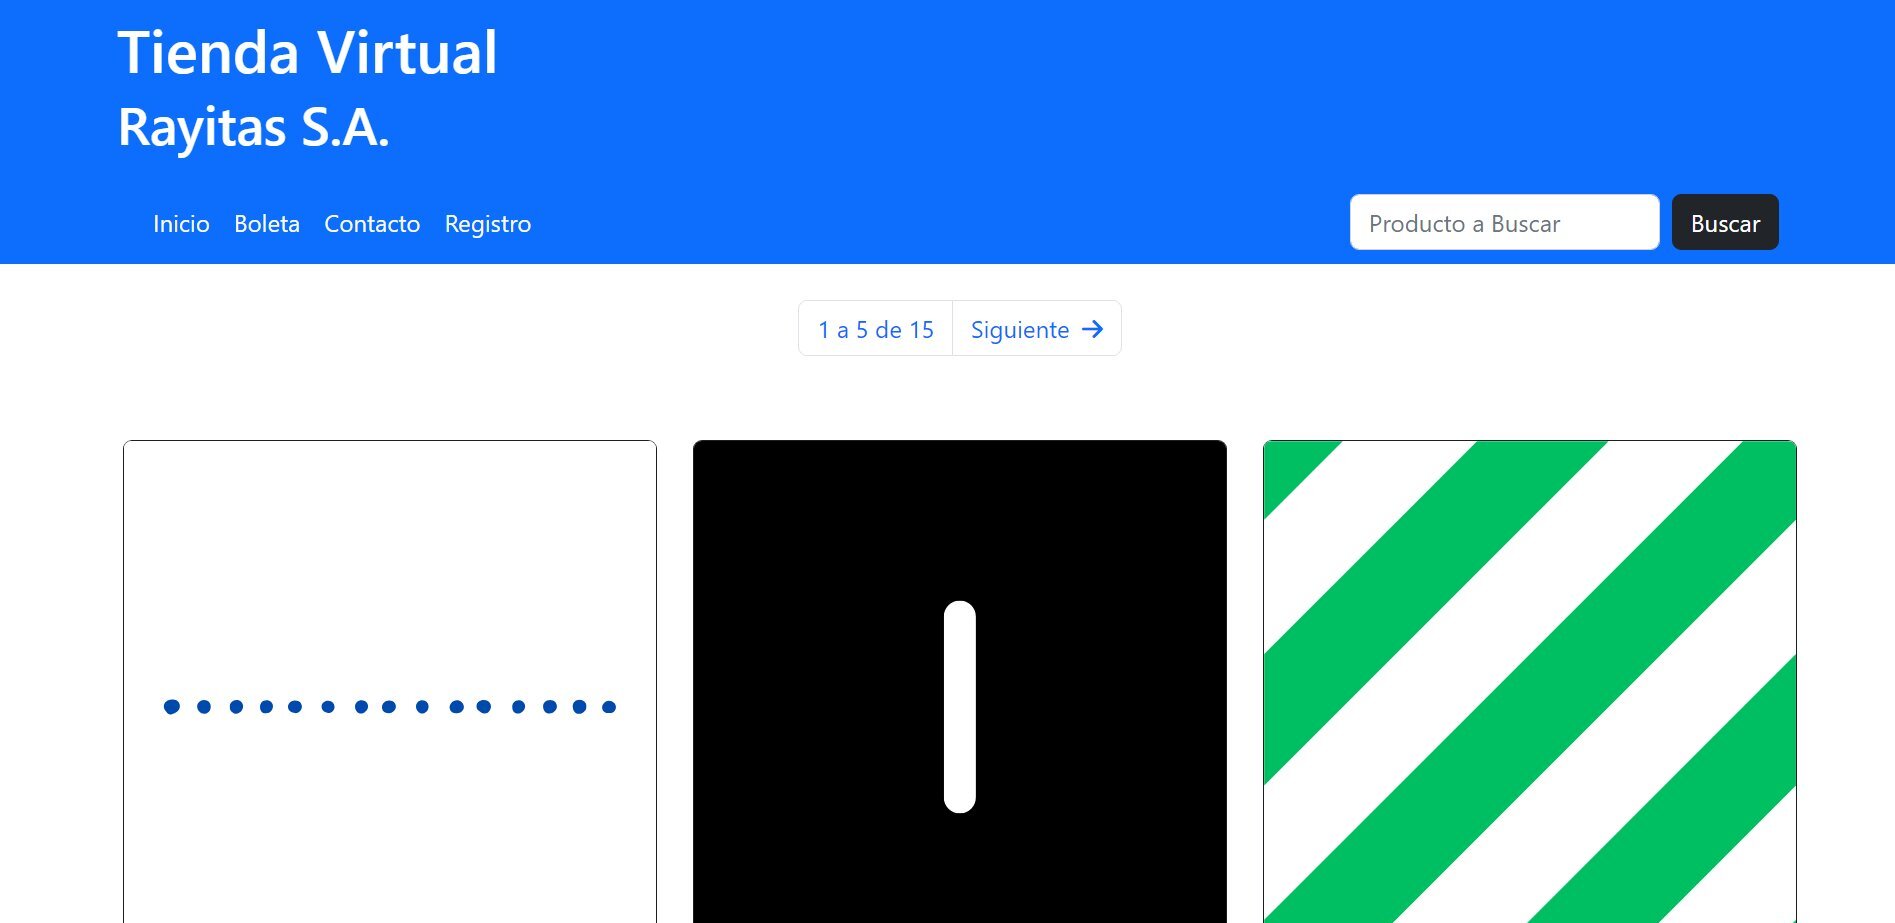 Tienda Virtual
Rayitas S.A.
Inicio Boleta Contacto Registro Producto a Buscar Buscar
1 a 5 de 15 Siguiente →